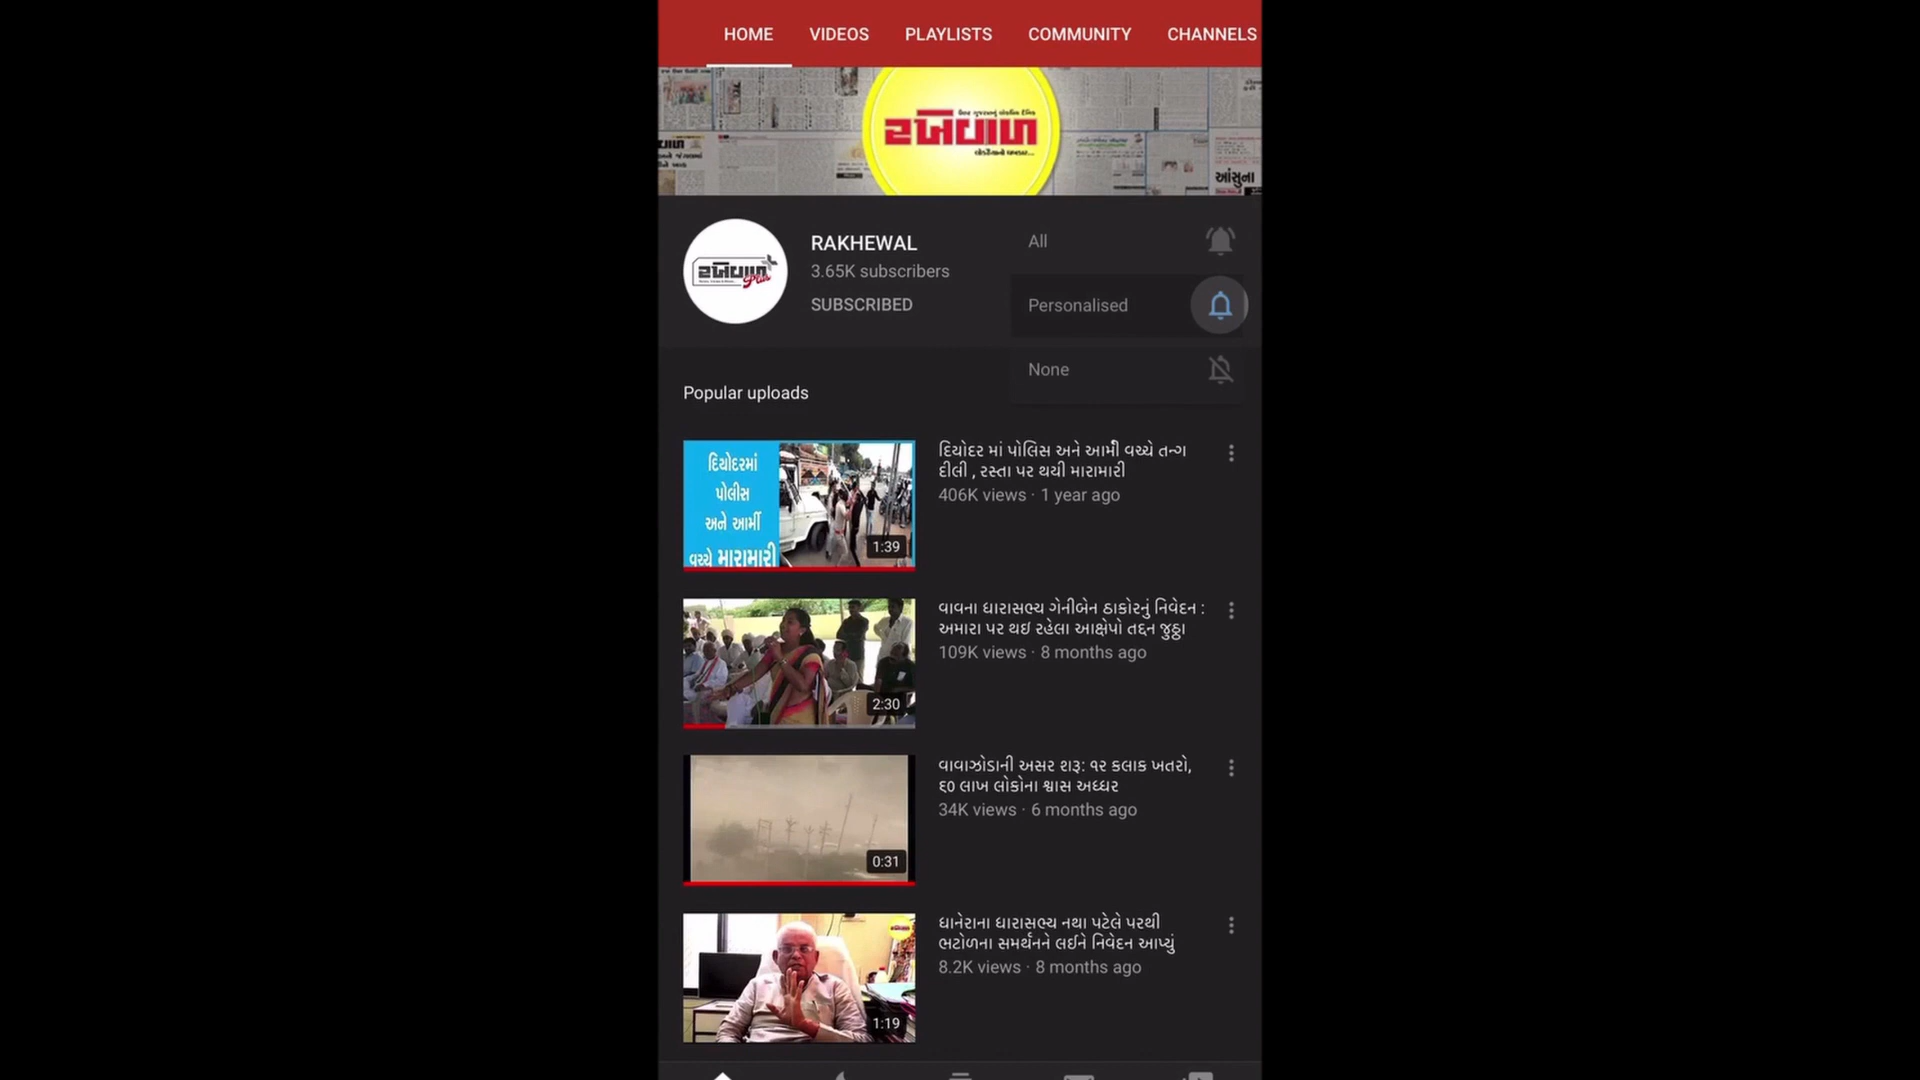 HOME VIDEOS PLAYLISTS COMMUNITY CHANNELS
રખેવાળ
આંસુના
રખેવાળ
Plus
RAKHEWAL
3.65K subscribers
SUBSCRIBED
All
Personalised
None
Popular uploads
દિયોદરમાં
પોલીસ
અને આર્મી
વચ્ચે મારામારી
1:39
દિયોદર માં પોલિસ અને આર્મી વચ્ચે તન્ગ
દીલી , રસ્તા પર થયી મારામારી
406K views · 1 year ago
2:30
વાવના ધારાસભ્ય ગેનીબેન ઠાકોરનું નિવેદન :
અમારા પર થઇ રહેલા આક્ષેપો તદ્દન જુઠ્ઠા
109K views · 8 months ago
0:31
વાવાઝોડાની અસર શરૂ: ૧૨ કલાક ખતરો,
૬૦ લાખ લોકોના શ્વાસ અધ્ધર
34K views · 6 months ago
1:19
ધાનેરાના ધારાસભ્ય નથા પટેલે પરથી
ભટોળના સમર્થનને લઈને નિવેદન આપ્યું
8.2K views · 8 months ago